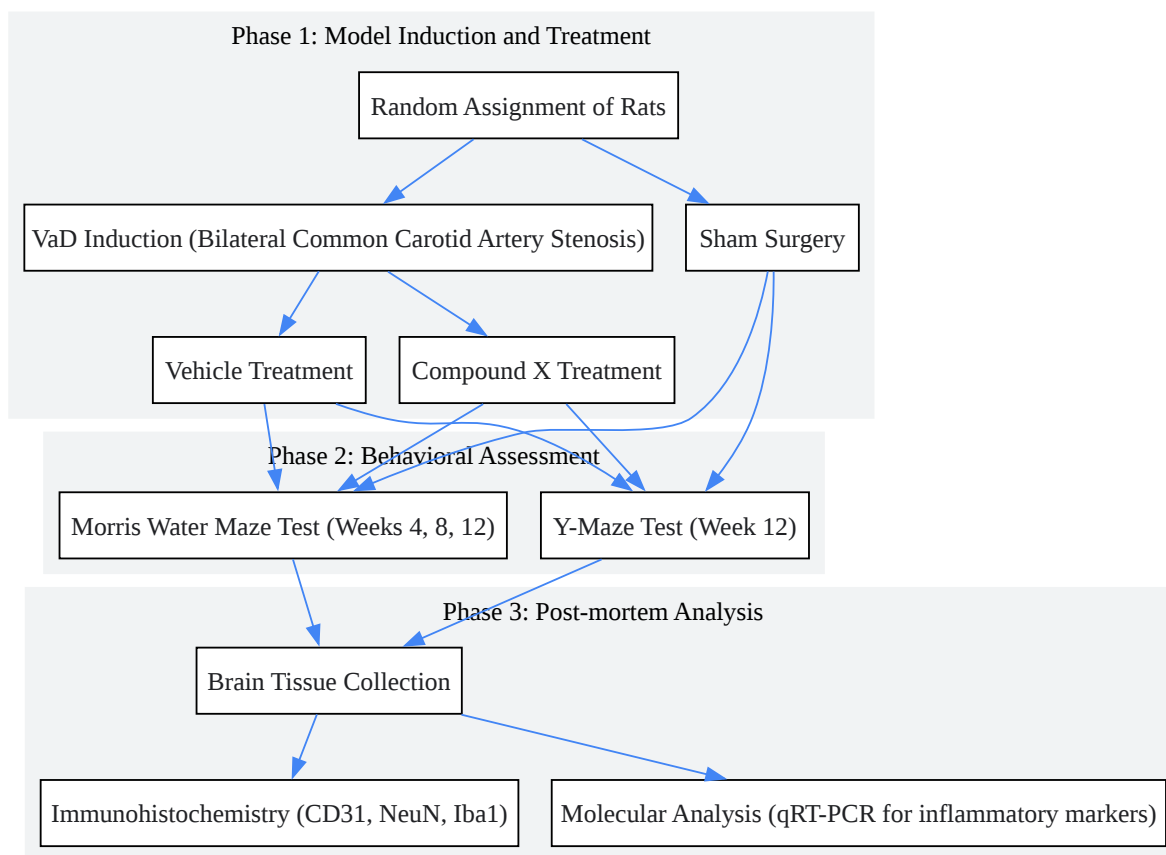 Phase 1: Model Induction and Treatment
Random Assignment of Rats
VaD Induction (Bilateral Common Carotid Artery Stenosis)
Sham Surgery
Vehicle Treatment
Compound X Treatment
Phase 2: Behavioral Assessment
Morris Water Maze Test (Weeks 4, 8, 12)
Y-Maze Test (Week 12)
Phase 3: Post-mortem Analysis
Brain Tissue Collection
Immunohistochemistry (CD31, NeuN, Iba1)
Molecular Analysis (qRT-PCR for inflammatory markers)